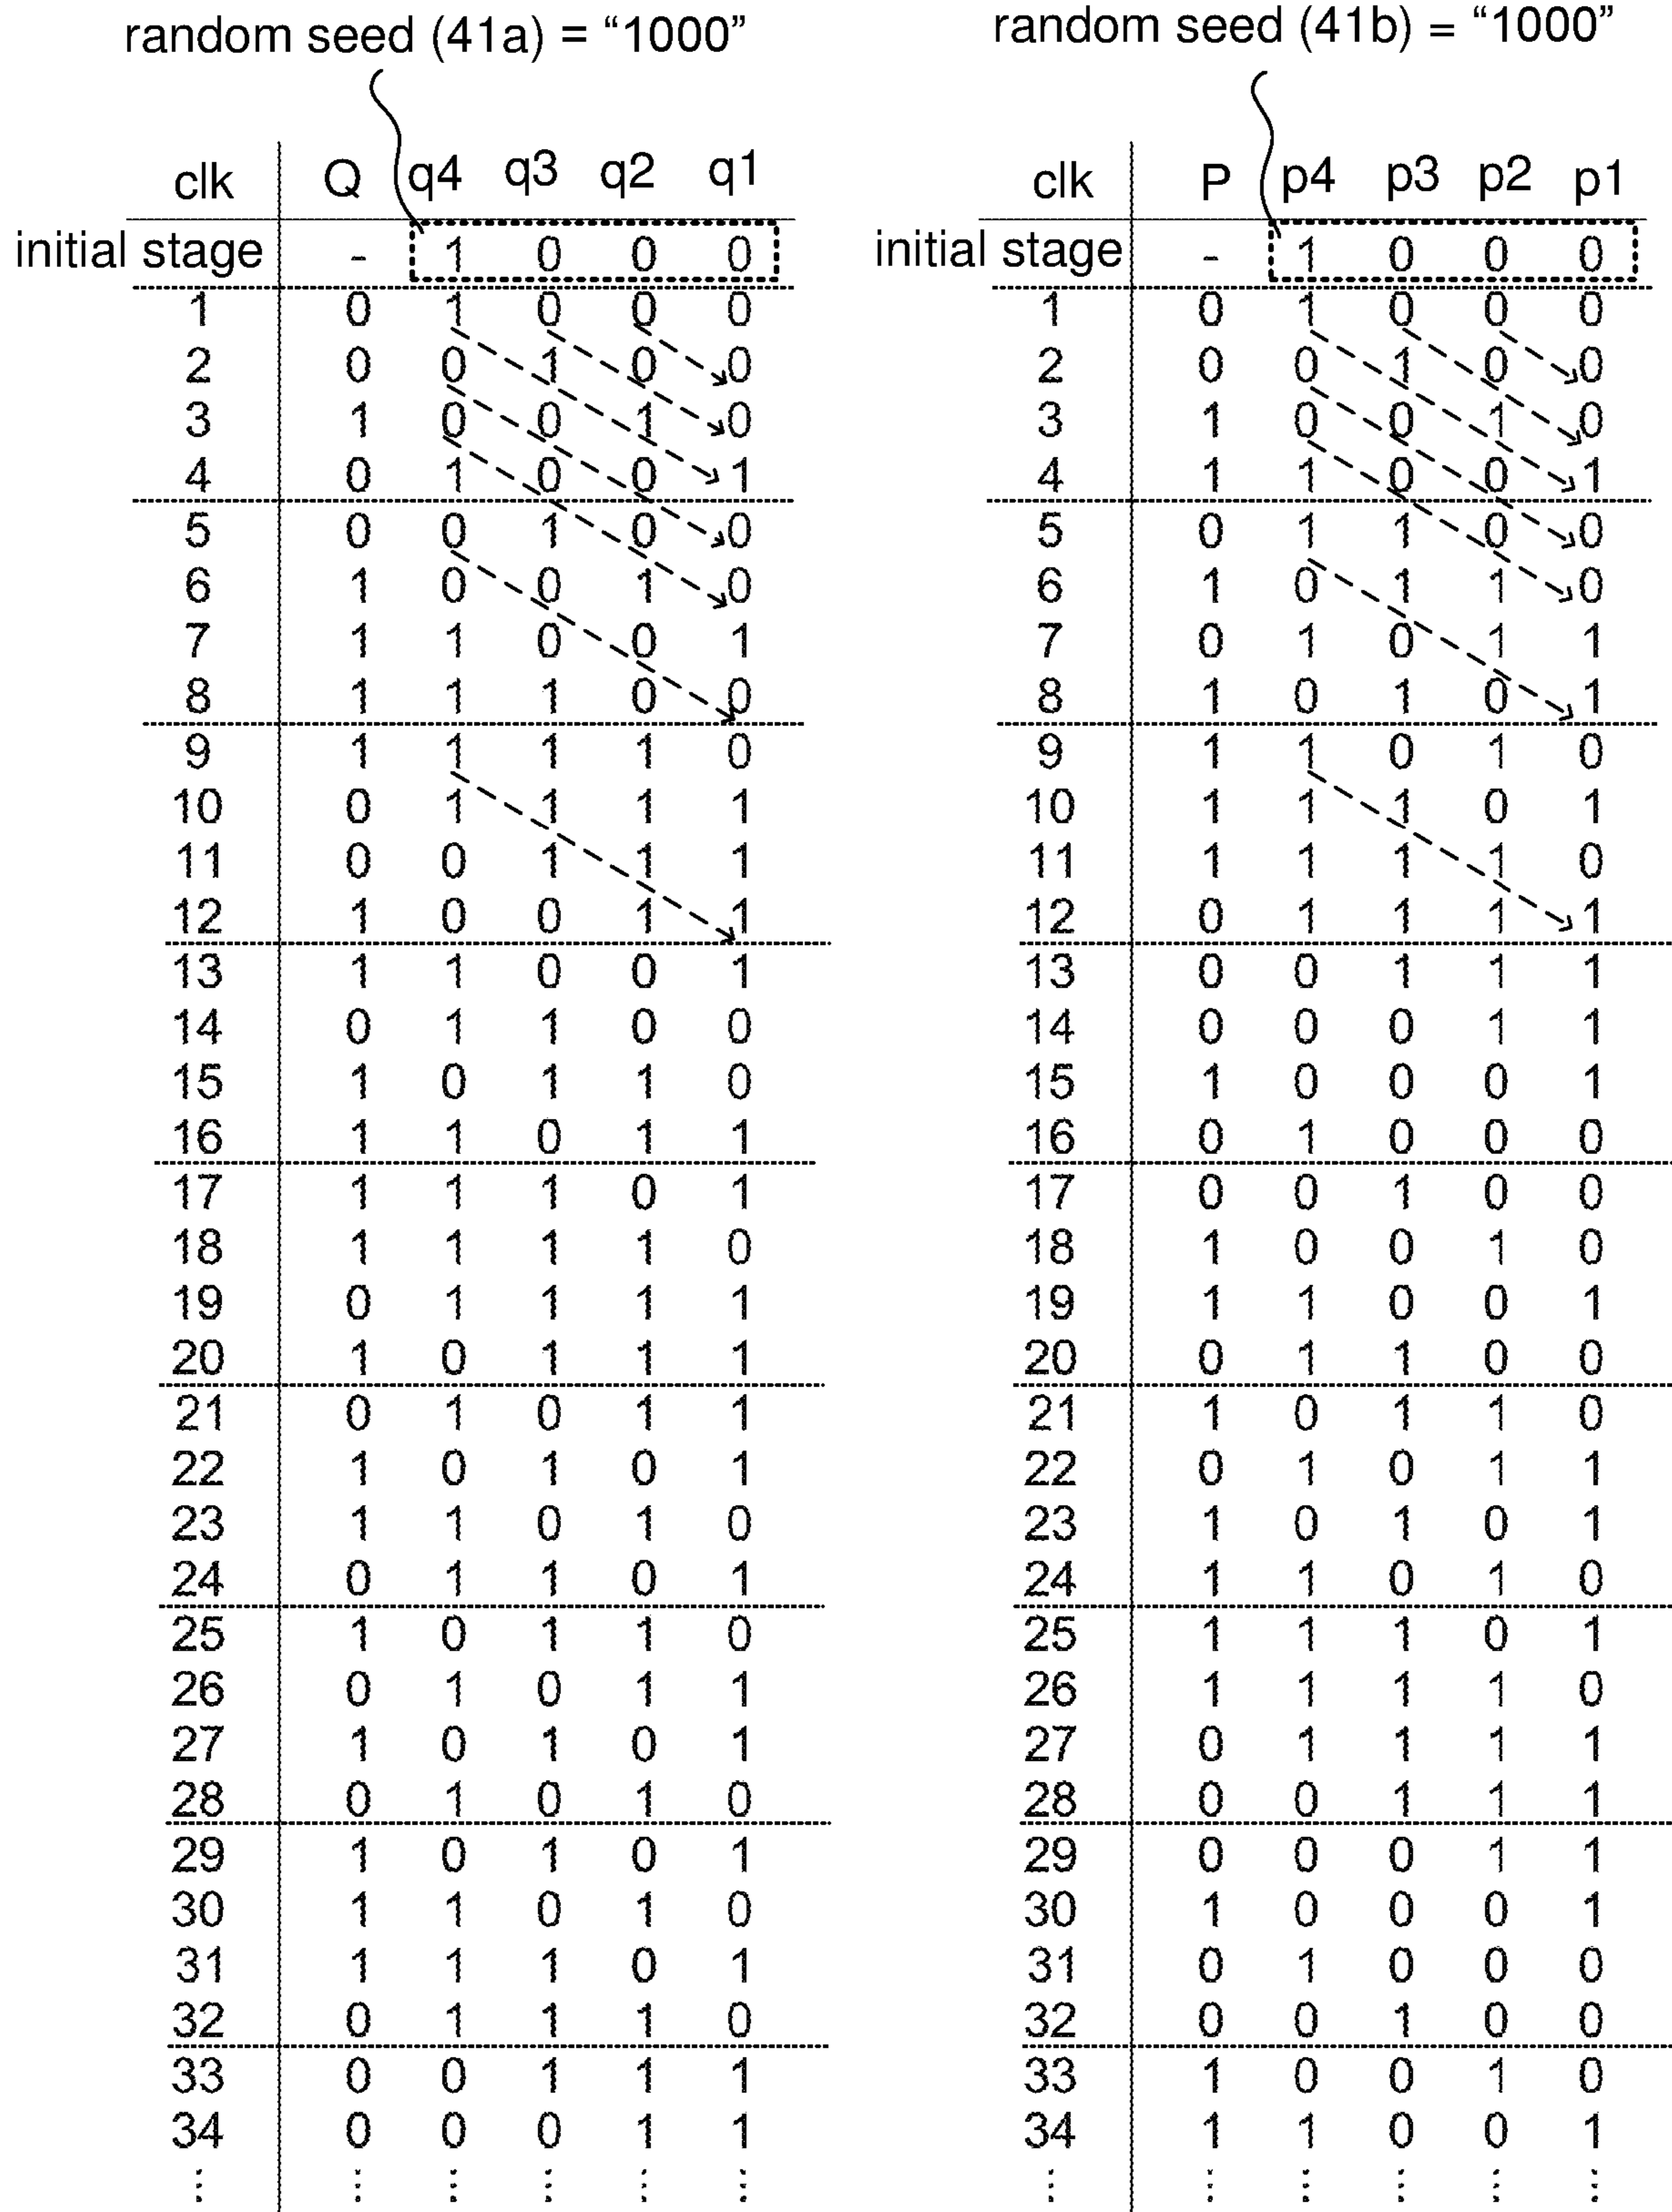 random seed (41a) = “1000”
random seed (41b) = “1000”
clk Q q4 q3 q2 q1
initial stage - 1 0 0 0
1 0 1 0 0 0
2 0 0 1 0 0
3 1 0 0 1 0
4 0 1 0 0 1
5 0 0 1 0 0
6 1 0 0 1 0
7 1 1 0 0 1
8 1 1 1 0 0
9 1 1 1 1 0
10 0 1 1 1 1
11 0 0 1 1 1
12 1 0 0 1 1
13 1 1 0 0 1
14 0 1 1 0 0
15 1 0 1 1 0
16 1 1 0 1 1
17 1 1 1 0 1
18 1 1 1 1 0
19 0 1 1 1 1
20 1 0 1 1 1
21 0 1 0 1 1
22 1 0 1 0 1
23 1 1 0 1 0
24 0 1 1 0 1
25 1 0 1 1 0
26 0 1 0 1 1
27 1 0 1 0 1
28 0 1 0 1 0
29 1 0 1 0 1
30 1 1 0 1 0
31 1 1 1 0 1
32 0 1 1 1 0
33 0 0 1 1 1
34 0 0 0 1 1
⋮ ⋮ ⋮ ⋮ ⋮ ⋮
clk P p4 p3 p2 p1
initial stage - 1 0 0 0
1 0 1 0 0 0
2 0 0 1 0 0
3 1 0 0 1 0
4 1 1 0 0 1
5 0 1 1 0 0
6 1 0 1 1 0
7 0 1 0 1 1
8 1 0 1 0 1
9 1 1 0 1 0
10 1 1 1 0 1
11 1 1 1 1 0
12 0 1 1 1 1
13 0 0 1 1 1
14 0 0 0 1 1
15 1 0 0 0 1
16 0 1 0 0 0
17 0 0 1 0 0
18 1 0 0 1 0
19 1 1 0 0 1
20 0 1 1 0 0
21 1 0 1 1 0
22 0 1 0 1 1
23 1 0 1 0 1
24 1 1 0 1 0
25 1 1 1 0 1
26 1 1 1 1 0
27 0 1 1 1 1
28 0 0 1 1 1
29 0 0 0 1 1
30 1 0 0 0 1
31 0 1 0 0 0
32 0 0 1 0 0
33 1 0 0 1 0
34 1 1 0 0 1
⋮ ⋮ ⋮ ⋮ ⋮ ⋮